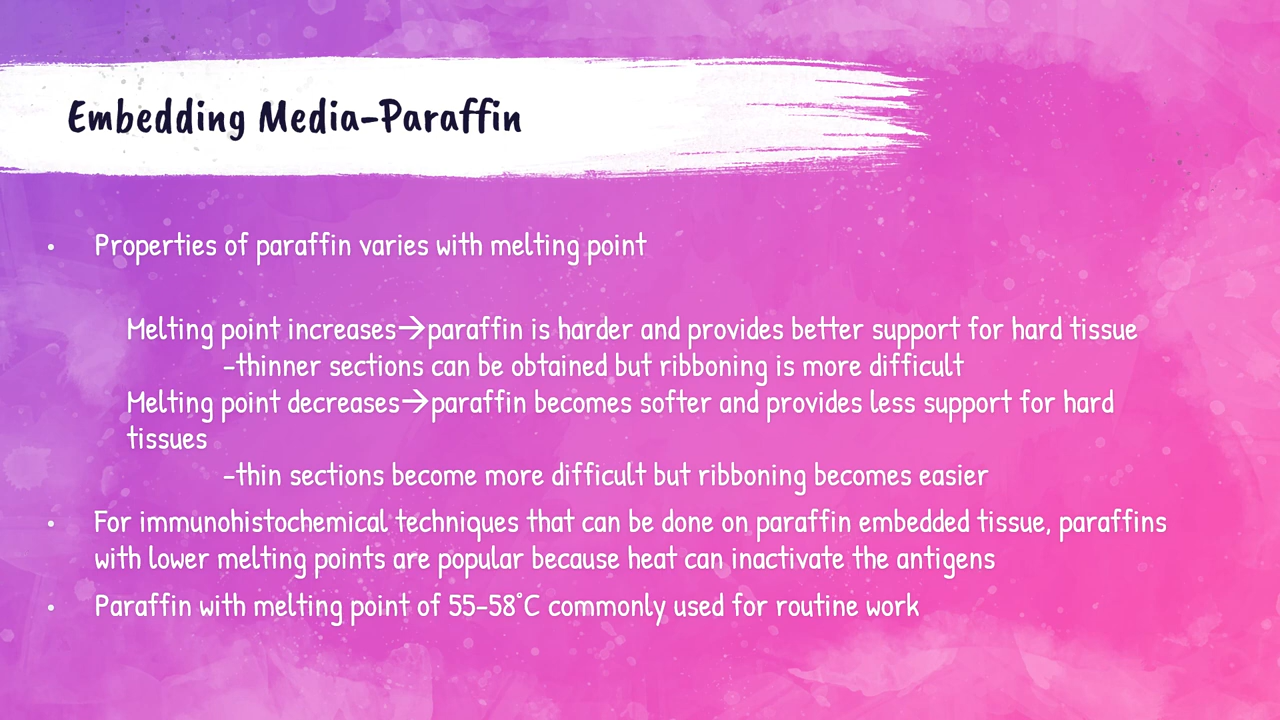 Embedding Media-Paraffin
• Properties of paraffin varies with melting point
Melting point increases→paraffin is harder and provides better support for hard tissue
-thinner sections can be obtained but ribboning is more difficult
Melting point decreases→paraffin becomes softer and provides less support for hard
tissues
-thin sections become more difficult but ribboning becomes easier
• For immunohistochemical techniques that can be done on paraffin embedded tissue, paraffins
with lower melting points are popular because heat can inactivate the antigens
• Paraffin with melting point of 55-58°C commonly used for routine work